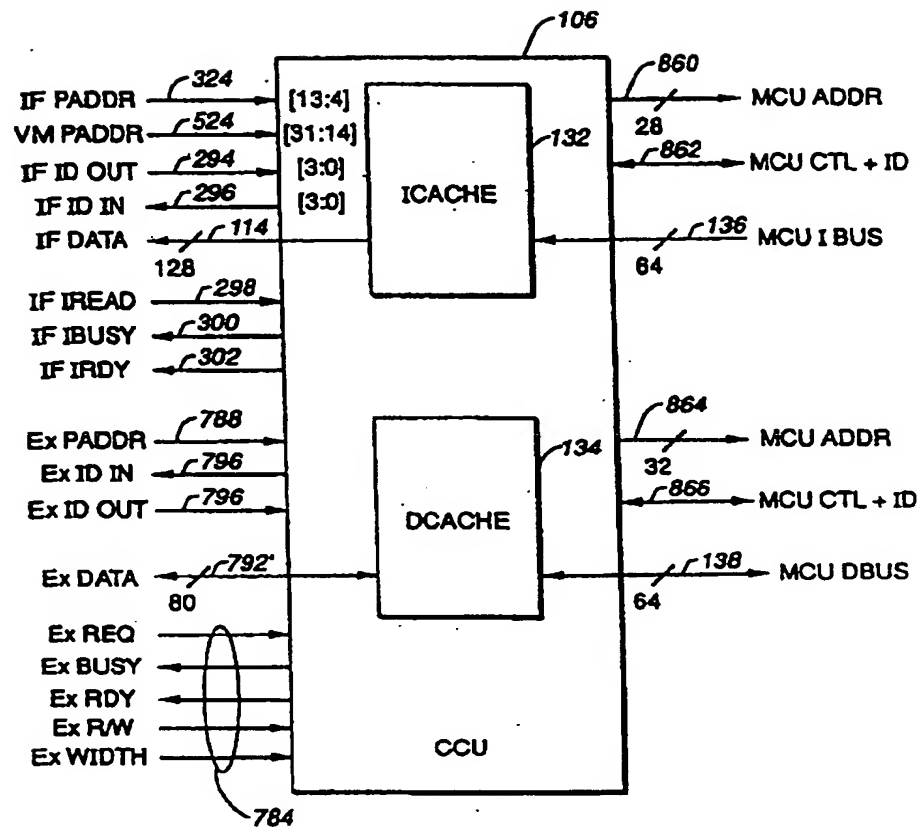 106
IF PADDR 324 [13:4] 860 MCU ADDR
28
VM PADDR 524 [31:14] 132
IF ID OUT 294 [3:0] 862 MCU CTL + ID
IF ID IN 296 [3:0] ICACHE
IF DATA 114 136 MCU I BUS
128 64
IF IREAD 298
IF IBUSY 300
IF IRDY 302
Ex PADDR 788 864 MCU ADDR
32
Ex ID IN 796 134
Ex ID OUT 796 866 MCU CTL + ID
DCACHE
Ex DATA 792' 138 MCU DBUS
80 64
Ex REQ
Ex BUSY
Ex RDY
Ex R/W
Ex WIDTH CCU
784